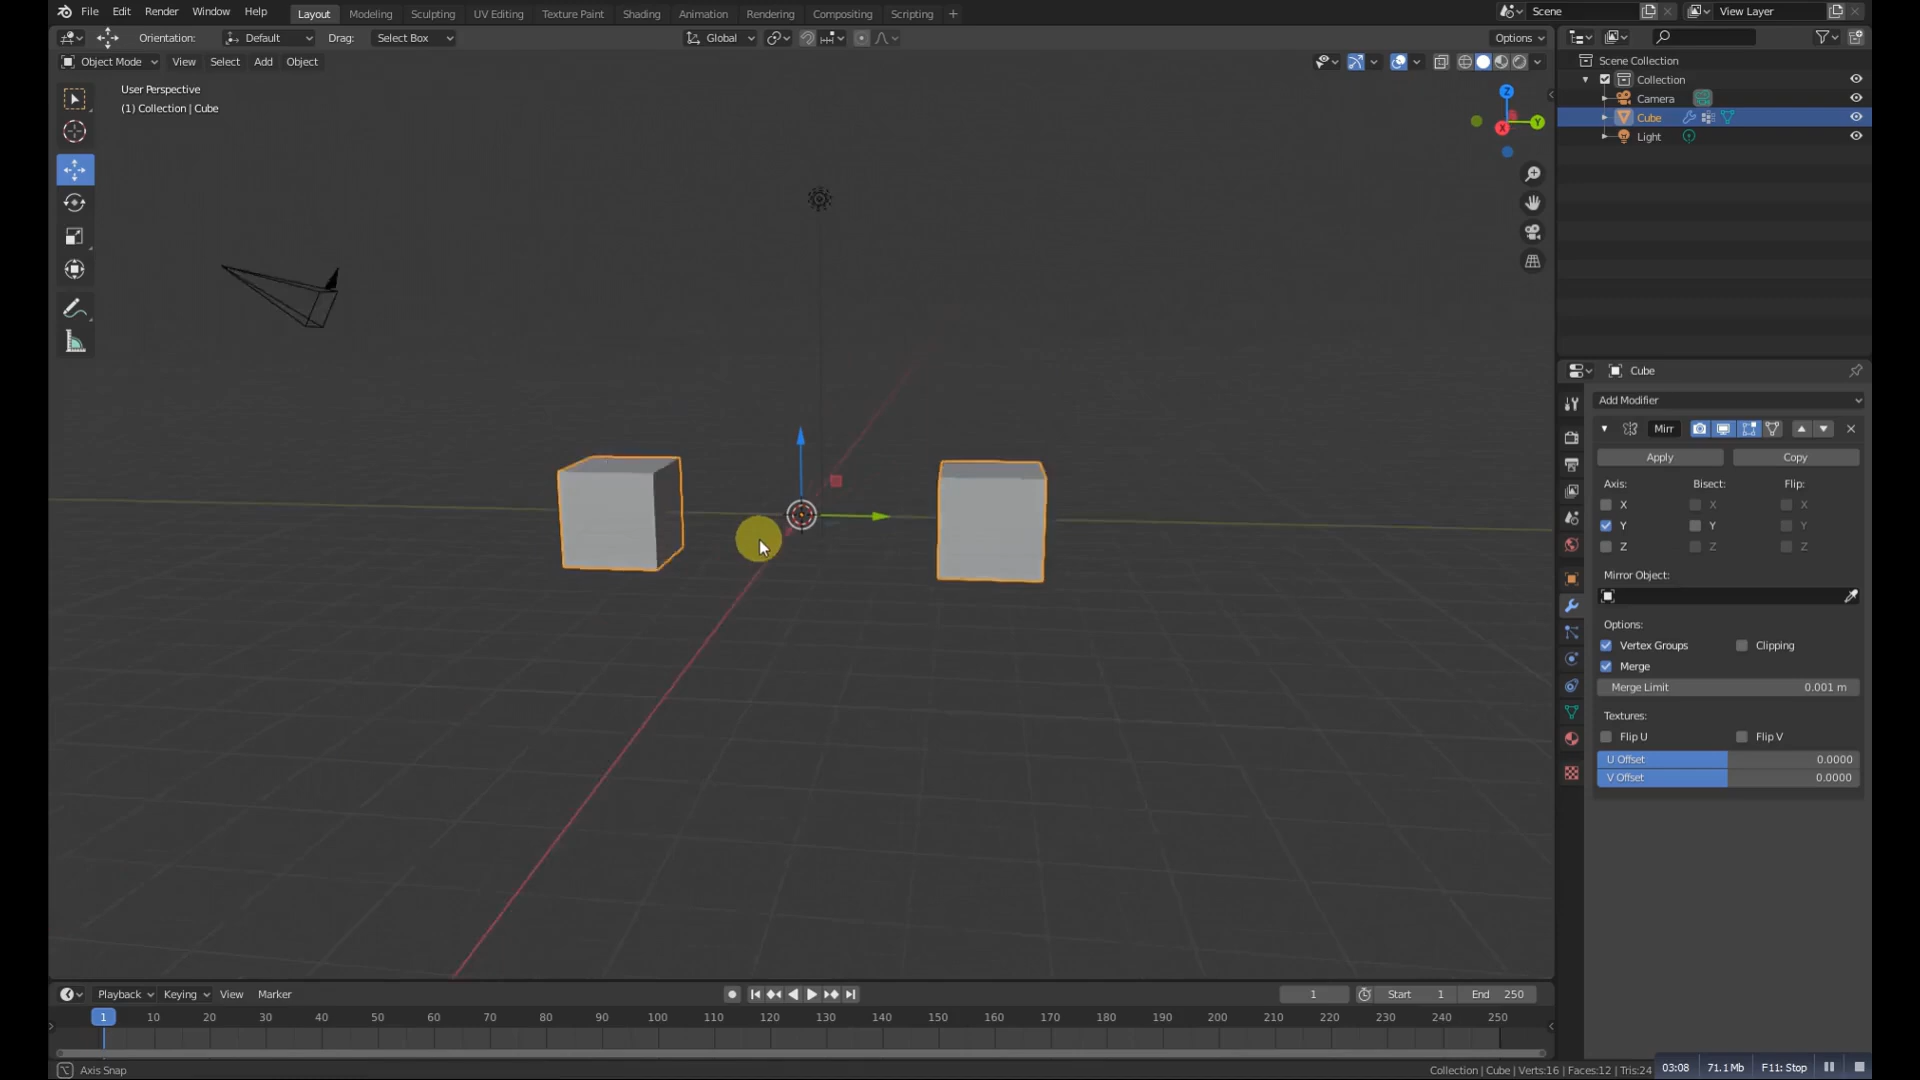 File Edit Render Window Help Layout Modeling Sculpting UV Editing Texture Paint Shading Animation Rendering Compositing Scripting + Scene View Layer
Orientation: Default Drag: Select Box Global Options
Object Mode View Select Add Object
User Perspective
(1) Collection | Cube
Z
Y
X
Scene Collection
Collection
Camera
Cube
Light
Cube
Add Modifier
Mirr
Apply Copy
Axis: Bisect: Flip:
X X X
Y Y Y
Z Z Z
Mirror Object:
Options:
Vertex Groups Clipping
Merge
Merge Limit 0.001 m
Textures:
Flip U Flip V
U Offset 0.0000
V Offset 0.0000
Playback Keying View Marker 1 Start 1 End 250
1 10 20 30 40 50 60 70 80 90 100 110 120 130 140 150 160 170 180 190 200 210 220 230 240 250
Axis Snap Collection | Cube | Verts:16 | Faces:12 | Tris:24 03:08 71.1Mb F11: Stop